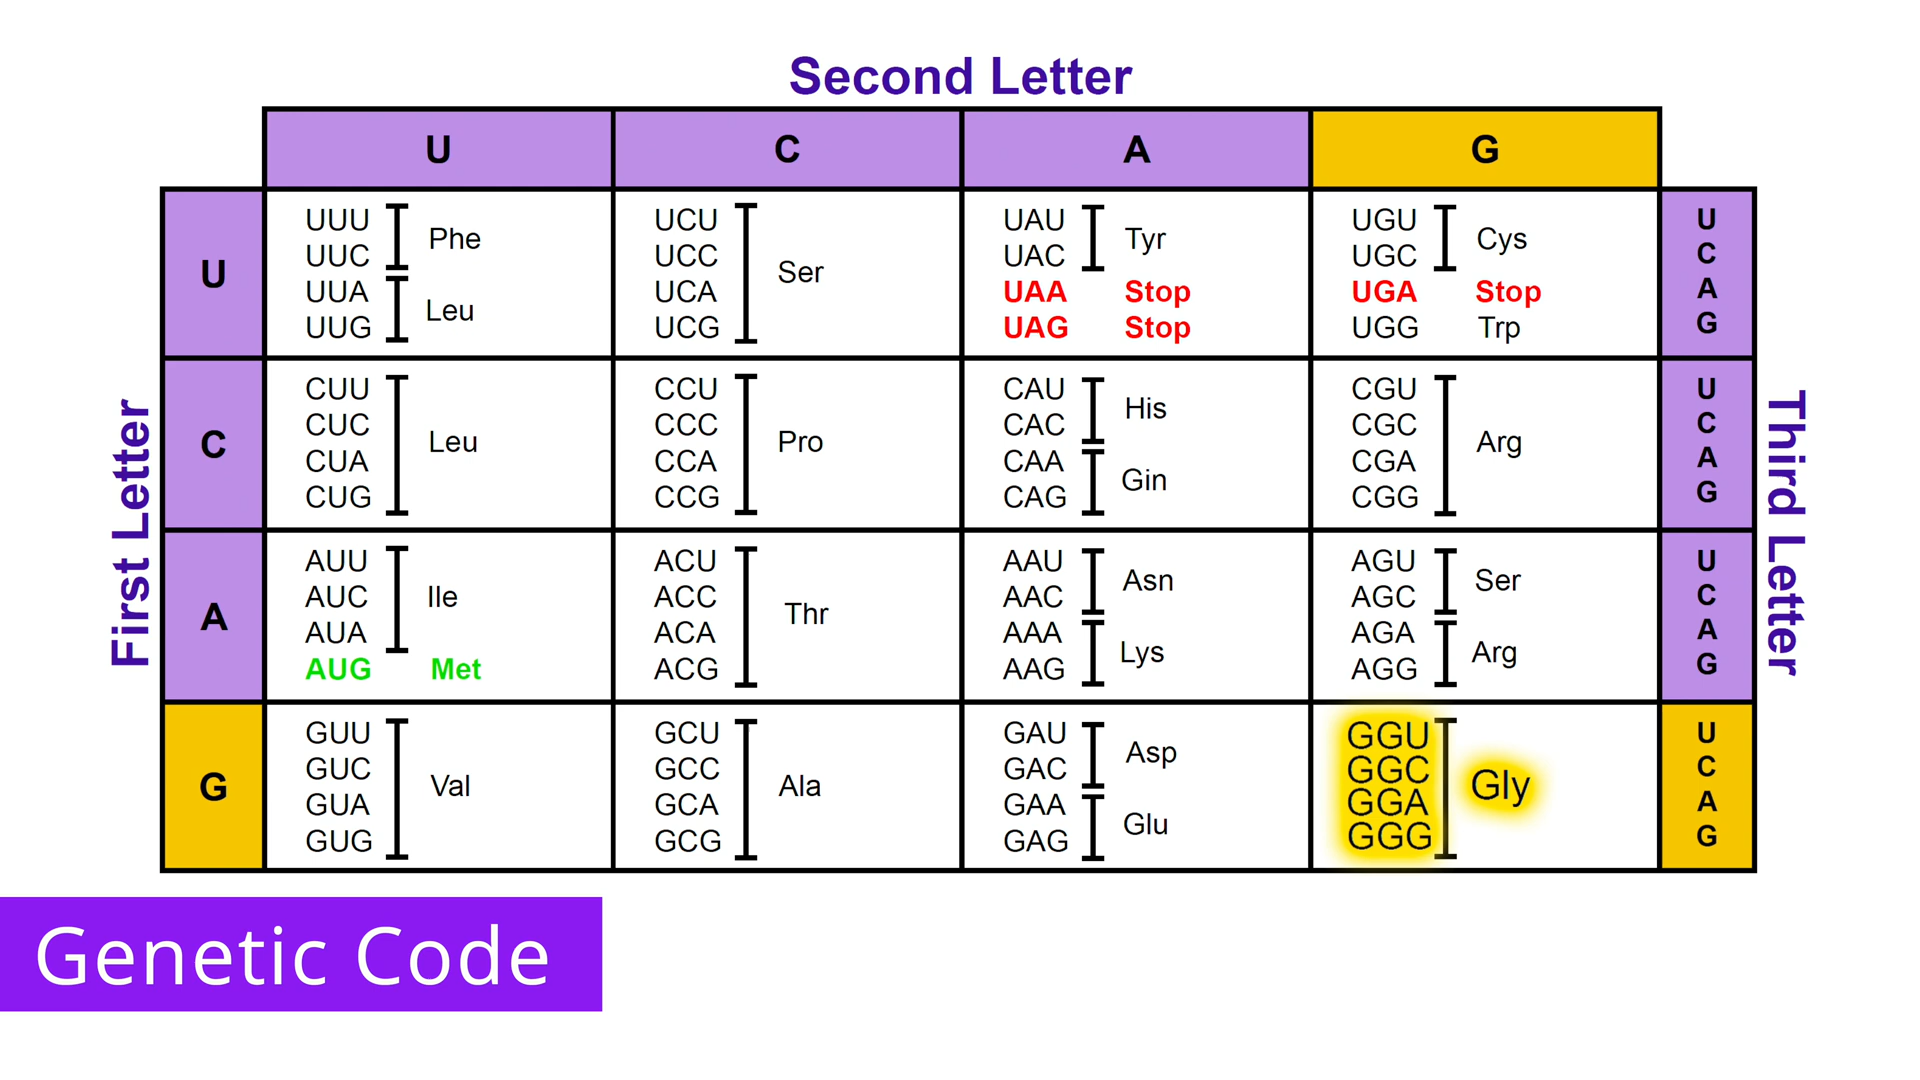 Second Letter
U C A G
First Letter
Third Letter
U
UUU
UUC
UUA
UUG
Phe
Leu
UCU
UCC
UCA
UCG
Ser
UAU
UAC
Tyr
UAA Stop
UAG Stop
UGU
UGC
Cys
UGA Stop
UGG Trp
U
C
A
G
C
CUU
CUC
CUA
CUG
Leu
CCU
CCC
CCA
CCG
Pro
CAU
CAC
His
CAA
CAG
Gin
CGU
CGC
CGA
CGG
Arg
U
C
A
G
A
AUU
AUC
AUA
Ile
AUG Met
ACU
ACC
ACA
ACG
Thr
AAU
AAC
Asn
AAA
AAG
Lys
AGU
AGC
Ser
AGA
AGG
Arg
U
C
A
G
G
GUU
GUC
GUA
GUG
Val
GCU
GCC
GCA
GCG
Ala
GAU
GAC
Asp
GAA
GAG
Glu
GGU
GGC
GGA
GGG
Gly
U
C
A
G
Genetic Code